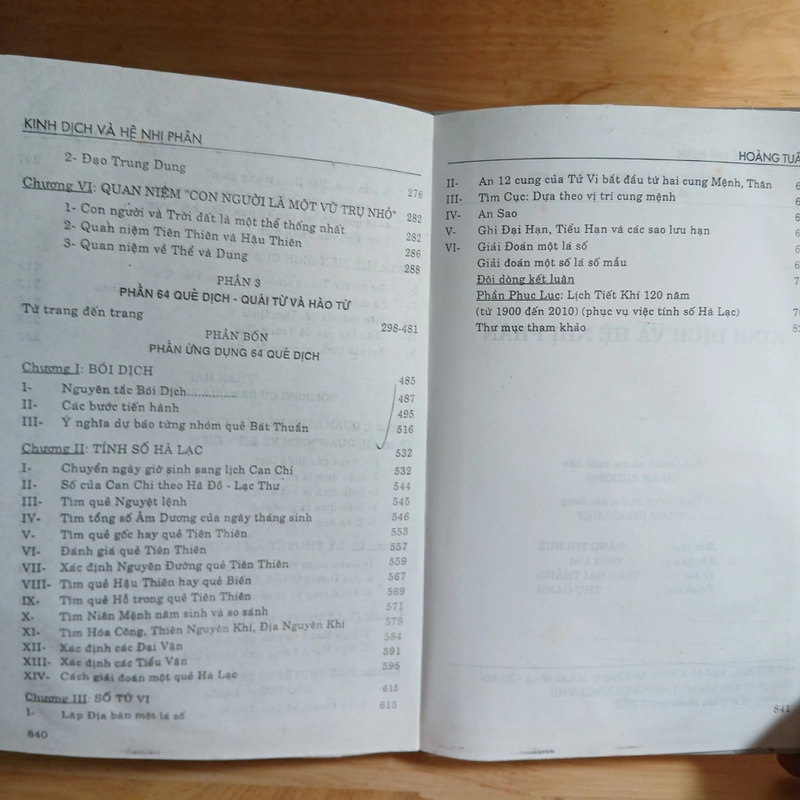 KINH DỊCH VÀ HỆ NHỊ PHÂN
2- Đạo Trung Dung 276
Chương VI: QUAN NIỆM "CON NGƯỜI LÀ MỘT VŨ TRỤ NHỎ" 282
1- Con người và Trời đất là một thể thống nhất 282
2- Quah niệm Tiên Thiên và Hậu Thiên 286
3- Quan niệm về Thể và Dụng 288
PHẦN 3
PHẦN 64 QUẺ DỊCH - QUÁI TỪ VÀ HÀO TỪ
Từ trang đến trang 298-481
PHẦN BỐN
PHẦN ỨNG DỤNG 64 QUẺ DỊCH
Chương I: BÓI DỊCH 485
I- Nguyên tắc Bói Dịch.............. 487
II- Các bước tiến hành 495
III- Ý nghĩa dự báo từng nhóm quẻ Bát Thuần 516
Chương II: TÍNH SỐ HÀ LẠC 532
I- Chuyển ngày giờ sinh sang lịch Can Chi 532
II- Số của Can Chi theo Hà Đồ - Lạc Thư 544
III- Tìm quẻ Nguyệt lệnh 545
IV- Tìm tổng số Âm Dương của ngày tháng sinh 546
V- Tìm quẻ gốc hay quẻ Tiên Thiên 553
VI- Đánh giá quẻ Tiên Thiên 557
VII- Xác định Nguyên Đường quẻ Tiên Thiên 559
VIII- Tìm quẻ Hậu Thiên hay quẻ Biến 567
IX- Tìm quẻ Hỗ trong quẻ Tiên Thiên 569
X- Tìm Niên Mệnh năm sinh và so sánh 571
XI- Tìm Hóa Công, Thiên Nguyên Khí, Địa Nguyên Khí 579
XII- Xác định các Đại Vận 584
XIII- Xác định các Tiểu Vận 591
XIV- Cách giải đoán một quẻ Hà Lạc 595
Chương III: SỐ TỬ VI 615
1- Lập Địa bàn một lá số 615
840
HOÀNG
II- An 12 cung của Tử Vi bắt đầu từ hai cung Mệnh, Thân
III- Tìm Cục: Dựa theo vị trí cung mệnh
IV- An Sao
V- Ghi Đại Hạn, Tiểu Hạn và các sao lưu hạn
VI- Giải Đoán một lá số
Giải đoán một số lá số mẫu
Đôi dòng kết luận
Phần Phục Lục: Lịch Tiết Khí 120 năm
(từ 1900 đến 2010) (phục vụ việc tính số Hà Lạc)
Thư mục tham khảo
841